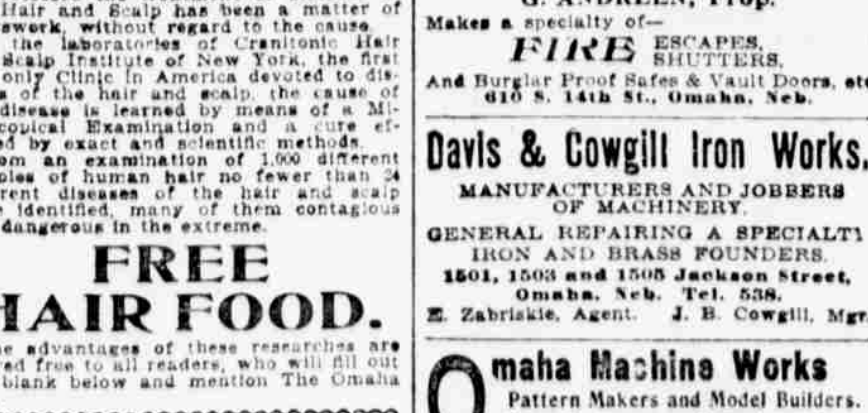 Hair and Scalp has been a matter of
swork, without regard to the cause.
the laboratories of Cranitonic Hair
Scalp Institute of New York, the first
only Clinic in America devoted to dis-
s of the hair and scalp, the cause of
disease is learned by means of a Mi-
copical Examination and a cure ef-
ed by exact and scientific methods.
om an examination of 1,000 different
ples of human hair no fewer than 24
rent diseases of the hair and scalp
e identified, many of them contagious
dangerous in the extreme.
FREE
HAIR FOOD.
e advantages of these researches are
red free to all readers, who will fill out
blank below and mention The Omaha
G. ANDREEN, Prop.
Makes a specialty of—
FIRE ESCAPES,
SHUTTERS,
And Burglar Proof Safes & Vault Doors, etc
610 S. 14th St., Omaha, Neb.
Davis & Cowgill Iron Works.
MANUFACTURERS AND JOBBERS
OF MACHINERY.
GENERAL REPAIRING A SPECIALTY
IRON AND BRASS FOUNDERS.
1501, 1503 and 1505 Jackson Street,
Omaha, Neb. Tel. 538.
E. Zabriskie, Agent. J. B. Cowgill, Mgr.
Omaha Machine Works
Pattern Makers and Model Builders.